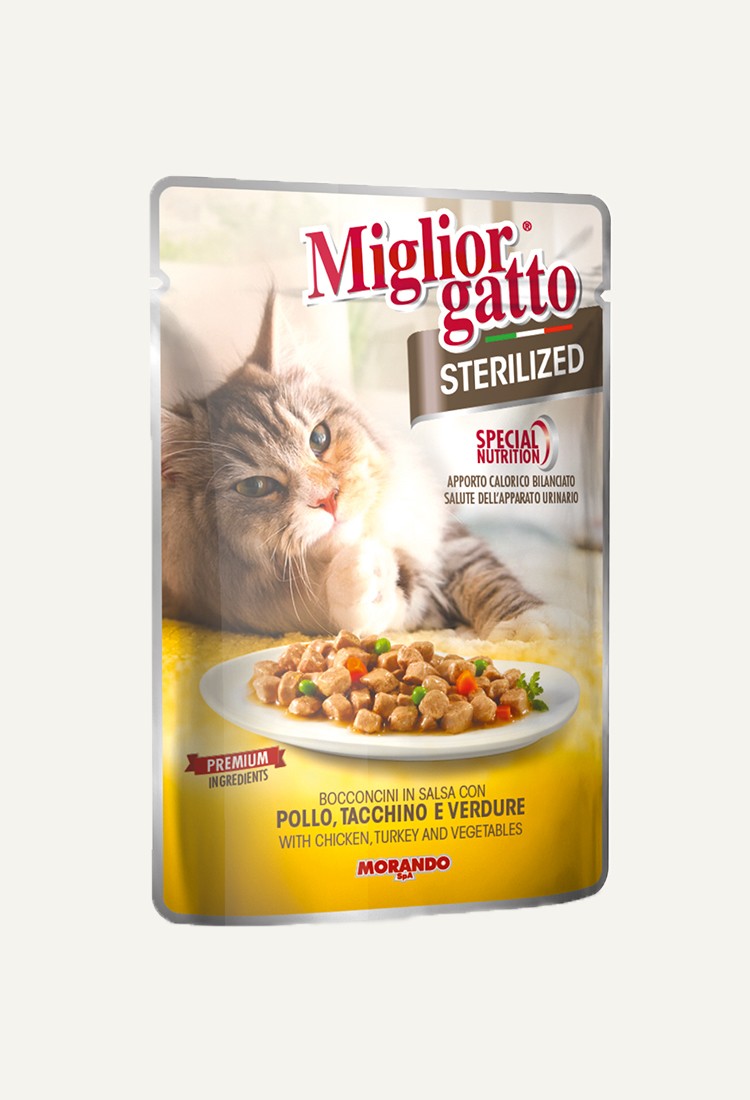 Miglior®
gatto
STERILIZED
SPECIAL
NUTRITION
APPORTO CALORICO BILANCIATO
SALUTE DELL'APPARATO URINARIO
PREMIUM
INGREDIENTS
BOCCONCINI IN SALSA CON
POLLO, TACCHINO E VERDURE
WITH CHICKEN, TURKEY AND VEGETABLES
MORANDO
SpA